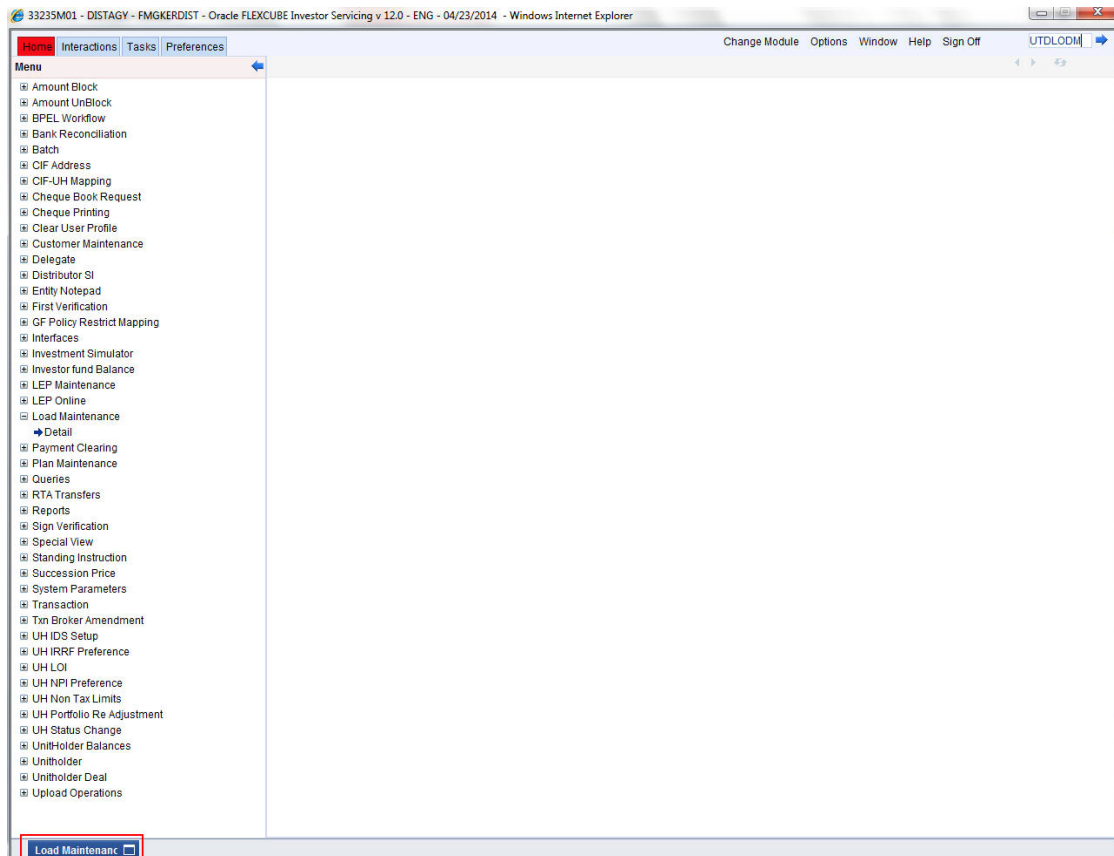 33235M01 - DISTAGY - FMGKERDIST - Oracle FLEXCUBE Investor Servicing v 12.0 - ENG - 04/23/2014 - Windows Internet Explorer
Home Interactions Tasks Preferences Change Module Options Window Help Sign Off UTDLODM
Menu
Amount Block
Amount UnBlock
BPEL Workflow
Bank Reconciliation
Batch
CIF Address
CIF-UH Mapping
Cheque Book Request
Cheque Printing
Clear User Profile
Customer Maintenance
Delegate
Distributor SI
Entity Notepad
First Verification
GF Policy Restrict Mapping
Interfaces
Investment Simulator
Investor fund Balance
LEP Maintenance
LEP Online
Load Maintenance
Detail
Payment Clearing
Plan Maintenance
Queries
RTA Transfers
Reports
Sign Verification
Special View
Standing Instruction
Succession Price
System Parameters
Transaction
Txn Broker Amendment
UH IDS Setup
UH IRRF Preference
UH LOI
UH NPI Preference
UH Non Tax Limits
UH Portfolio Re Adjustment
UH Status Change
UnitHolder Balances
Unitholder
Unitholder Deal
Upload Operations
Load Maintenanc